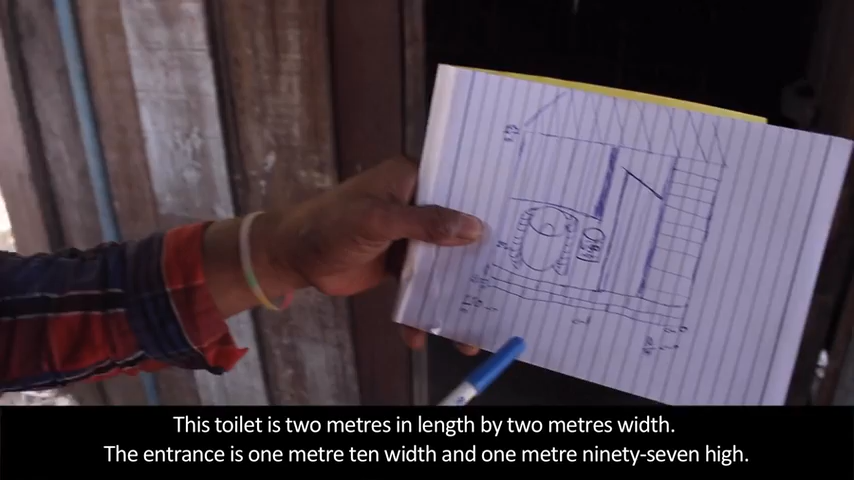 This toilet is two metres in length by two metres width.
The entrance is one metre ten width and one metre ninety-seven high.